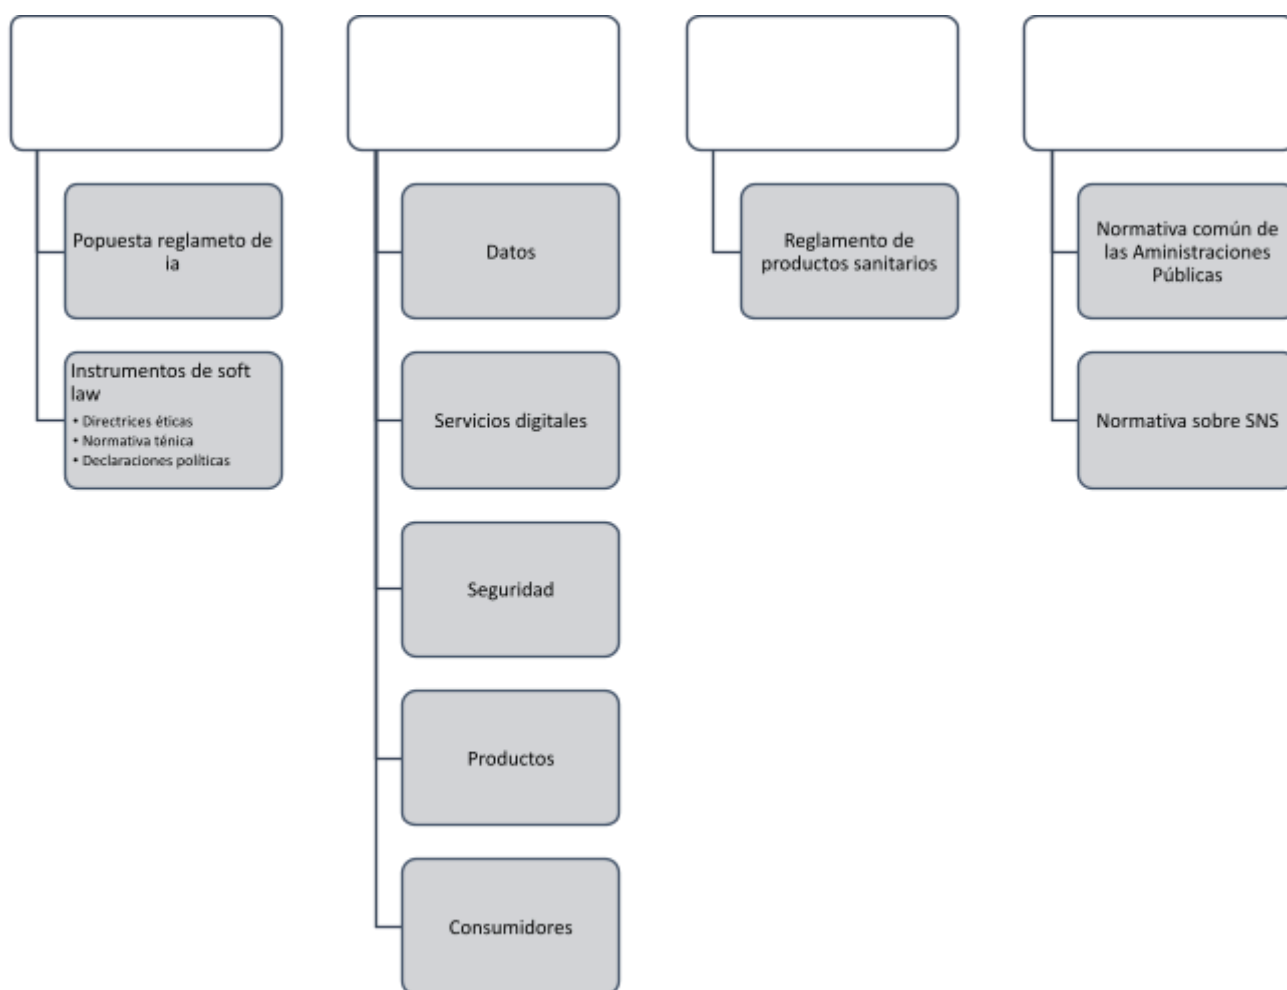 Popuesta reglameto de
ia
Instrumentos de soft
law
• Directrices éticas
• Normativa ténica
• Declaraciones políticas
Datos
Servicios digitales
Seguridad
Productos
Consumidores
Reglamento de
productos sanitarios
Normativa común de
las Aministraciones
Públicas
Normativa sobre SNS